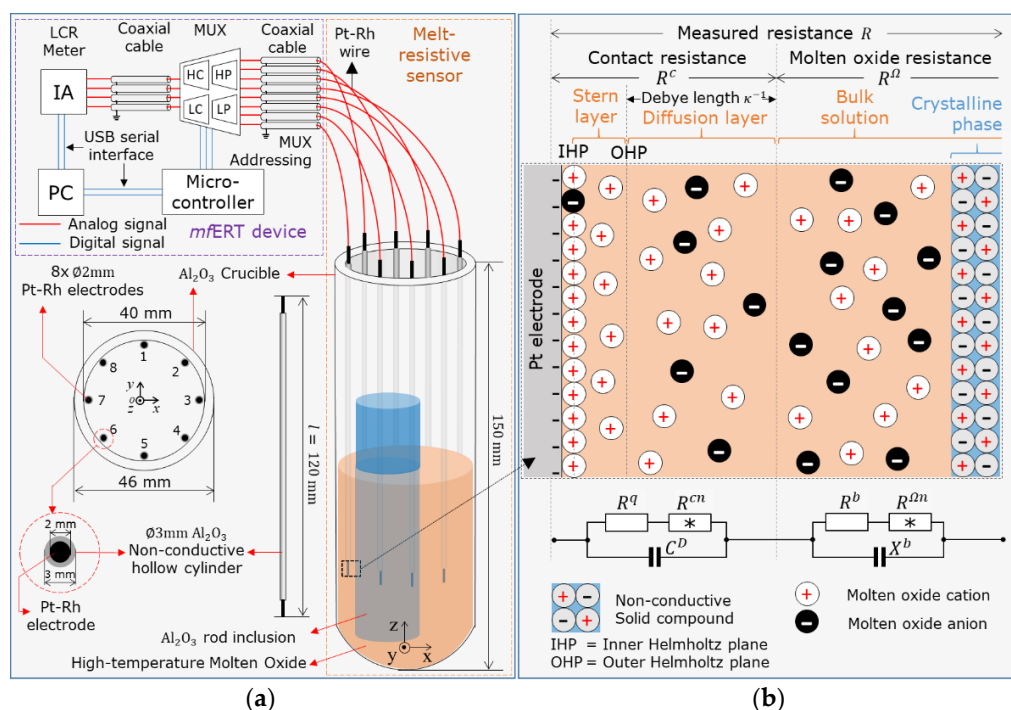 LCR
Meter
Coaxial
cable
MUX
Coaxial
cable
Pt-Rh
wire
Melt-
resistive
sensor
IA
HC
HP
LC
LP
USB serial
interface
MUX
Addressing
PC
Micro-
controller
Analog signal
Digital signal
mfERT device
8x Ø2mm
Pt-Rh electrodes
Al₂O₃ Crucible
40 mm
1
2
3
4
5
6
7
8
y
x
z
o
46 mm
l = 120 mm
150 mm
2 mm
3 mm
Ø3mm Al₂O₃
Non-conductive
hollow cylinder
Pt-Rh
electrode
Al₂O₃ rod inclusion
High-temperature Molten Oxide
z
y
x
(a)
Measured resistance R
Contact resistance
Rᶜ
Molten oxide resistance
R^Ω
Stern
layer
Debye length κ⁻¹
Diffusion layer
Bulk
solution
Crystalline
phase
IHP
OHP
Pt electrode
R^q
R^cn
*
C^D
R^b
R^Ωn
*
X^b
Non-conductive
Solid compound
Molten oxide cation
Molten oxide anion
IHP = Inner Helmholtz plane
OHP = Outer Helmholtz plane
(b)